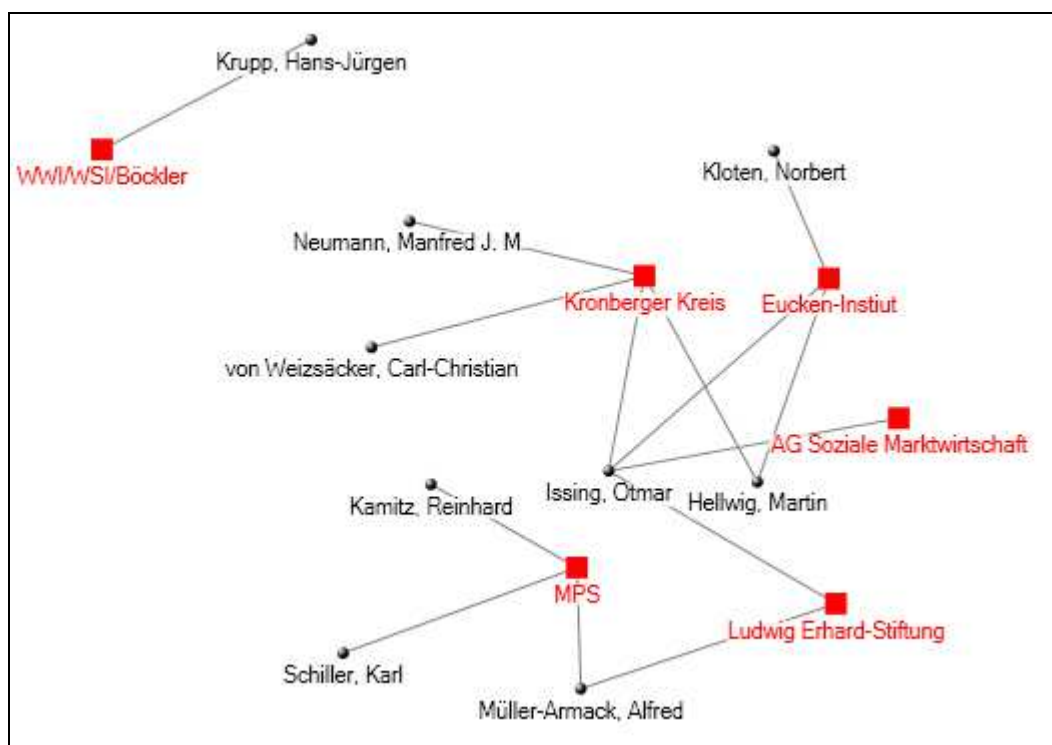 Krupp, Hans-Jürgen
WWI/WSI/Böckler
Kloten, Norbert
Neumann, Manfred J. M
Kronberger Kreis
Eucken-Instiut
von Weizsäcker, Carl-Christian
AG Soziale Marktwirtschaft
Issing, Otmar
Hellwig, Martin
Kamitz, Reinhard
MPS
Ludwig Erhard-Stiftung
Schiller, Karl
Müller-Armack, Alfred